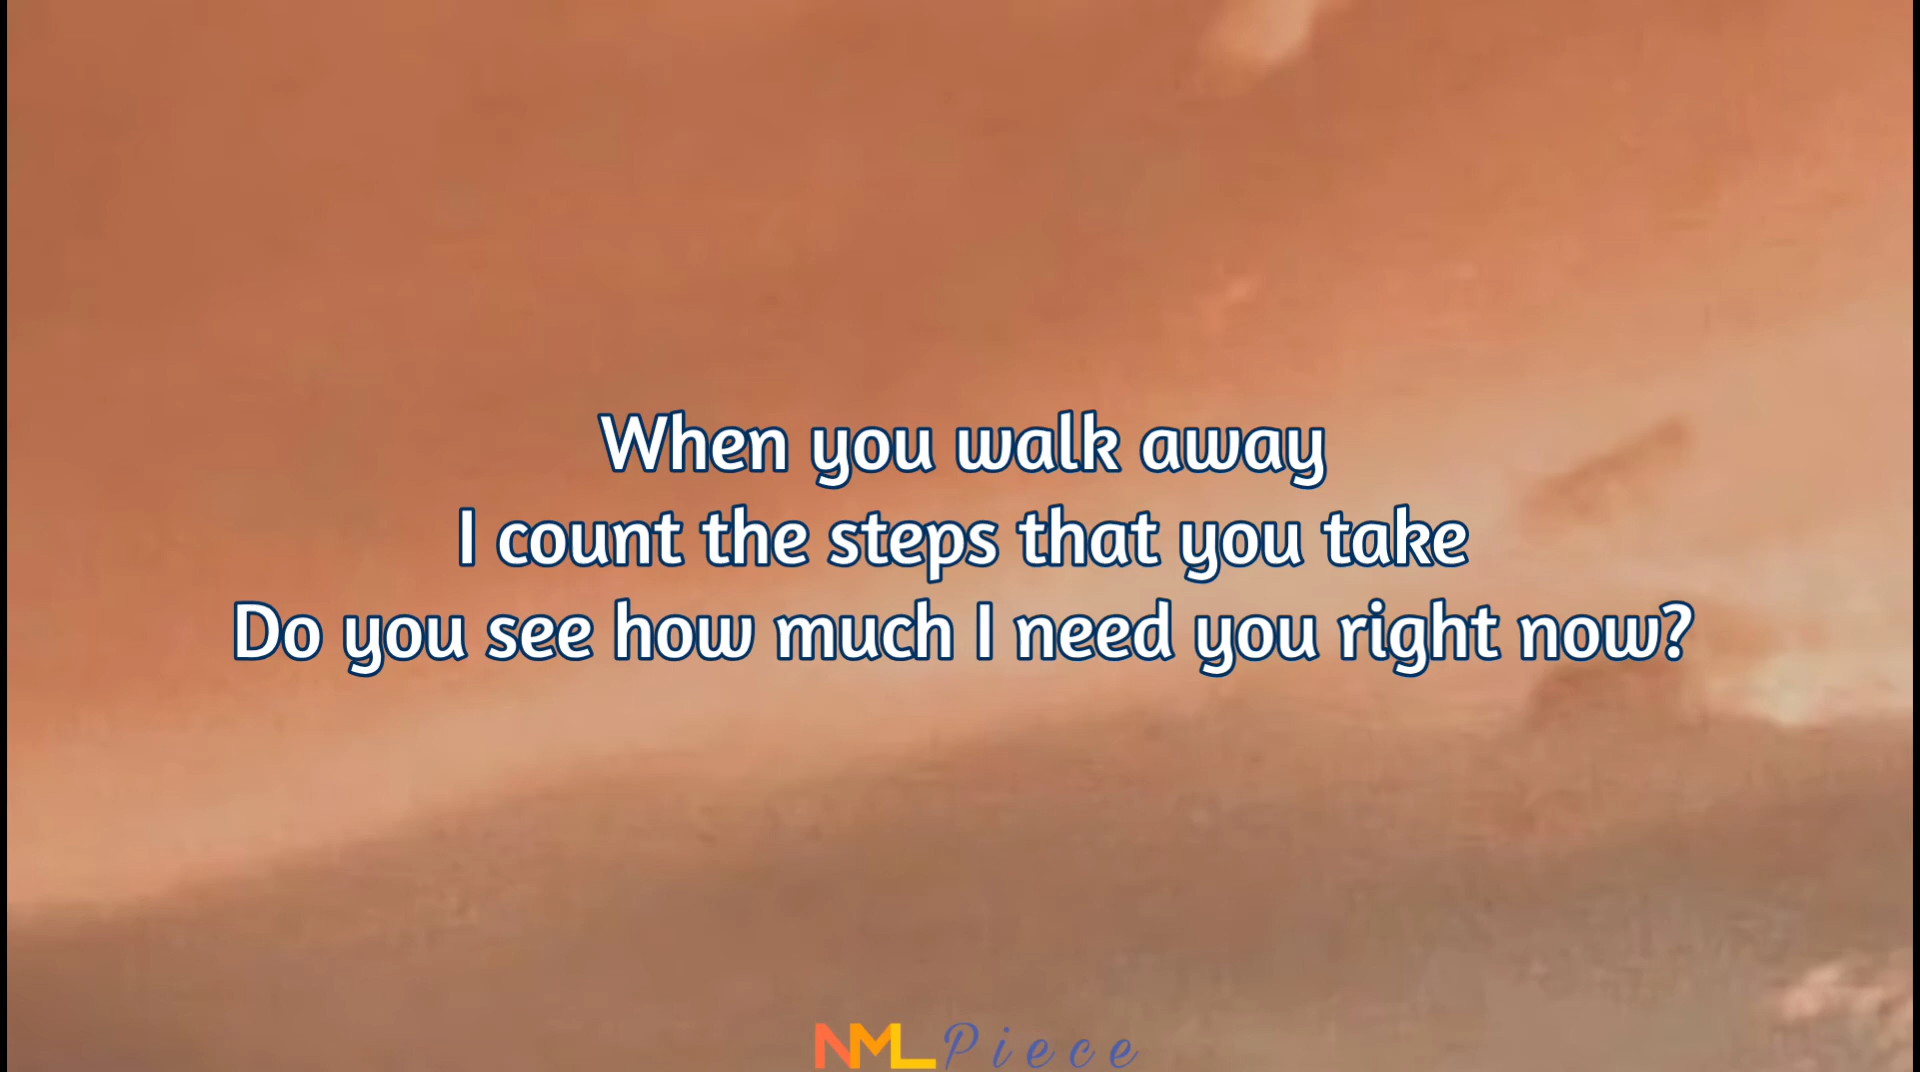 When you walk away
I count the steps that you take
Do you see how much I need you right now?
NML Piece